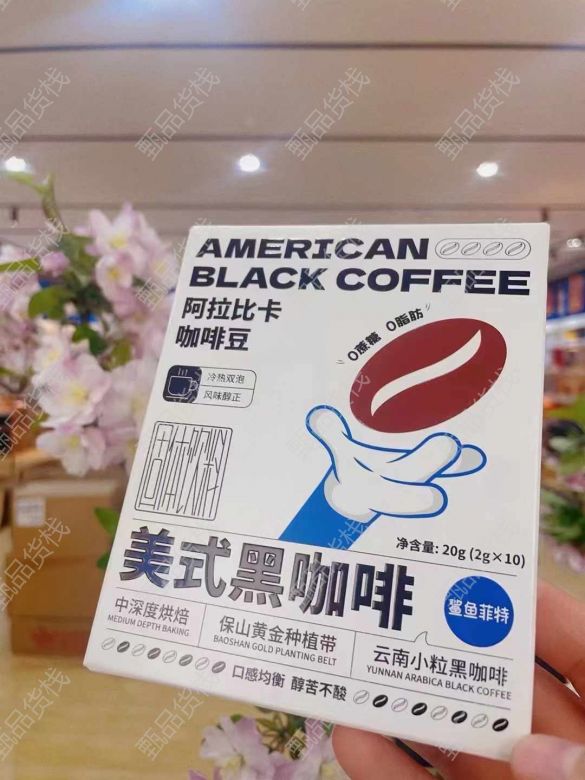 AMERICAN
BLACK COFFEE
阿拉比卡
咖啡豆
0蔗糖 0脂肪
冷热双泡
风味醇正
固体饮料
净含量: 20g (2g×10)
美式黑咖啡
鲨鱼菲特
中深度烘焙
MEDIUM DEPTH BAKING
保山黄金种植带
BAOSHAN GOLD PLANTING BELT
云南小粒黑咖啡
YUNNAN ARABICA BLACK COFFEE
口感均衡 醇苦不酸
甄品货栈